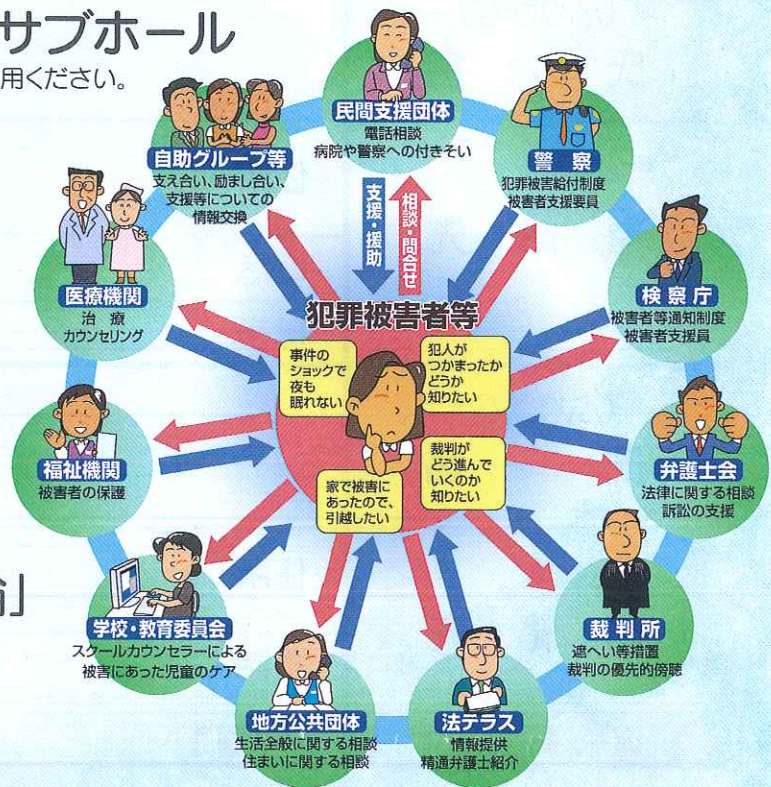 サブホール
用ください。
民間支援団体
電話相談
病院や警察への付きそい
警察
犯罪被害給付制度
被害者支援要員
検察庁
被害者等通知制度
被害者支援員
弁護士会
法律に関する相談
訴訟の支援
裁判所
遮へい等措置
裁判の優先的傍聴
法テラス
情報提供
精通弁護士紹介
地方公共団体
生活全般に関する相談
住まいに関する相談
学校・教育委員会
スクールカウンセラーによる
被害にあった児童のケア
福祉機関
被害者の保護
医療機関
治療
カウンセリング
自助グループ等
支え合い、励まし合い、
支援等についての
情報交換
支援・援助
相談・問合せ
犯罪被害者等
事件の
ショックで
夜も
眠れない
犯人が
つかまったか
どうか
知りたい
家で被害に
あったので、
引越したい
裁判が
どう進んで
いくのか
知りたい